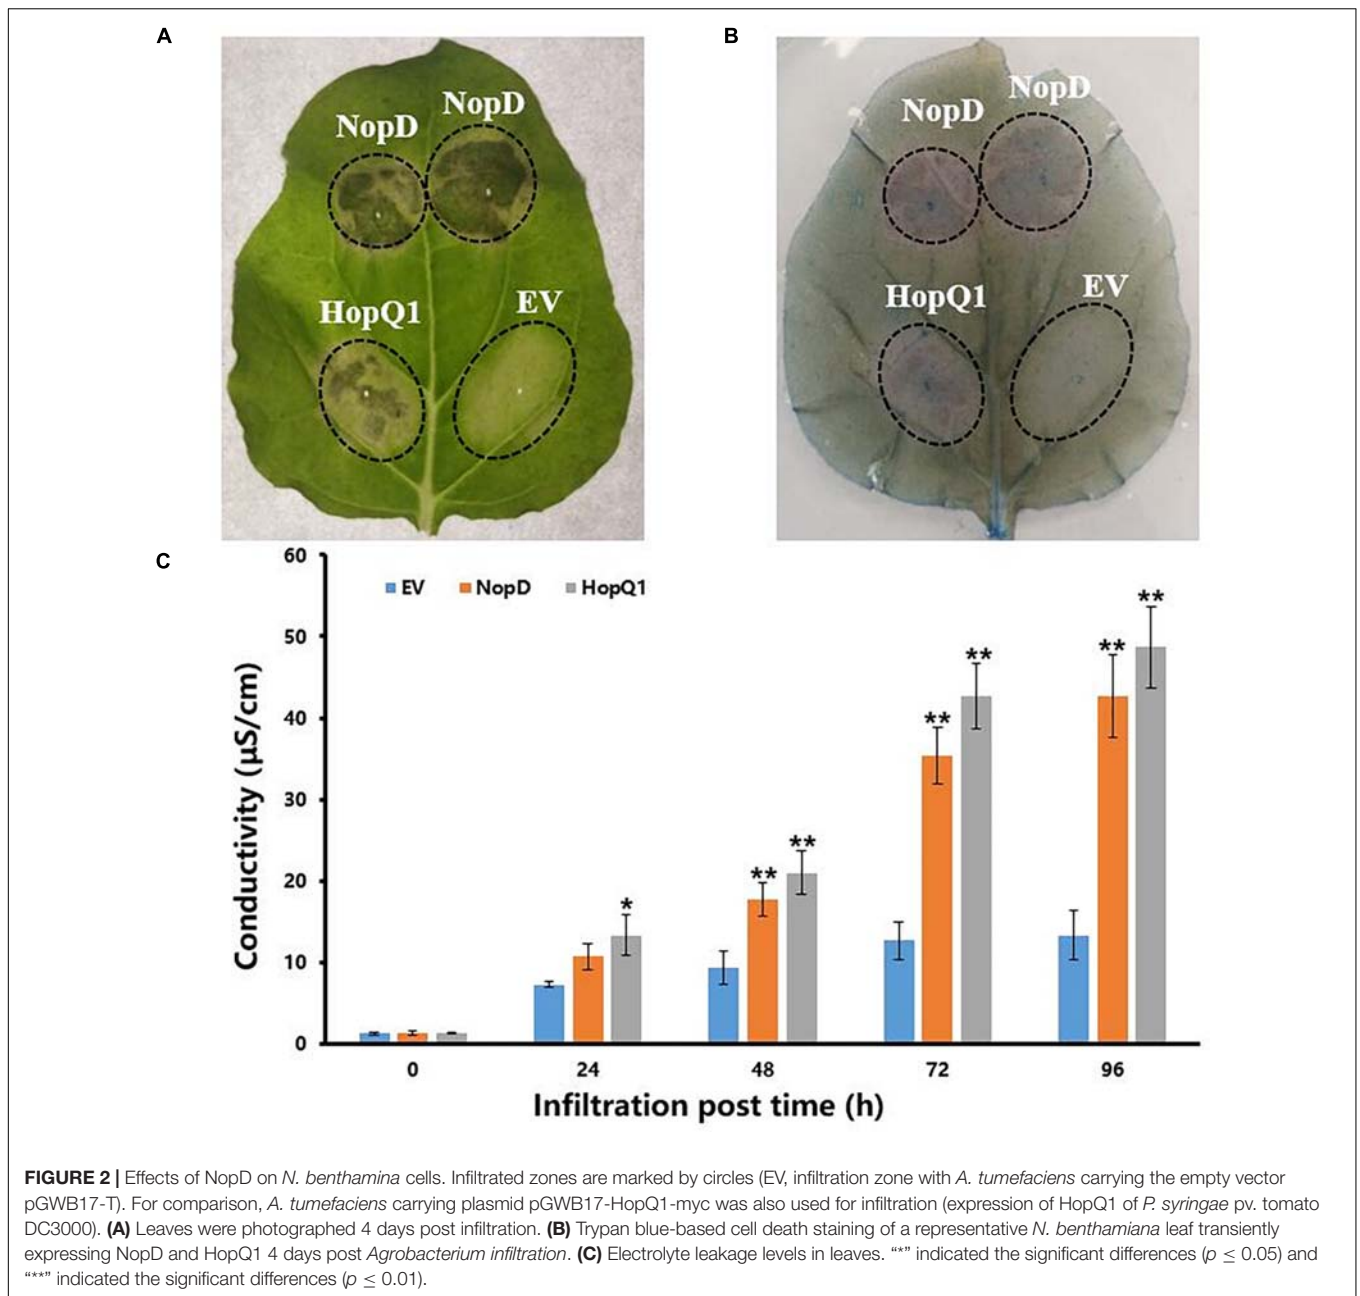 A
B
NopD
NopD
HopQ1
EV
NopD
NopD
HopQ1
EV
C
EV NopD HopQ1
Conductivity (µS/cm)
60
50
40
30
20
10
0
*
**
**
**
**
**
**
0 24 48 72 96
Infiltration post time (h)
FIGURE 2 | Effects of NopD on N. benthamina cells. Infiltrated zones are marked by circles (EV, infiltration zone with A. tumefaciens carrying the empty vector
pGWB17-T). For comparison, A. tumefaciens carrying plasmid pGWB17-HopQ1-myc was also used for infiltration (expression of HopQ1 of P. syringae pv. tomato
DC3000). (A) Leaves were photographed 4 days post infiltration. (B) Trypan blue-based cell death staining of a representative N. benthamiana leaf transiently
expressing NopD and HopQ1 4 days post Agrobacterium infiltration. (C) Electrolyte leakage levels in leaves. “*” indicated the significant differences (p ≤ 0.05) and
“**” indicated the significant differences (p ≤ 0.01).